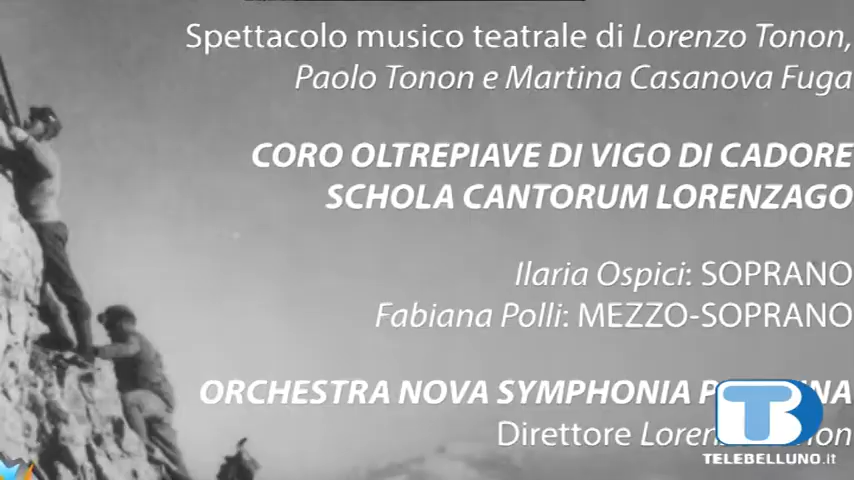 Spettacolo musico teatrale di Lorenzo Tonon,
Paolo Tonon e Martina Casanova Fuga
CORO OLTREPIAVE DI VIGO DI CADORE
SCHOLA CANTORUM LORENZAGO
Ilaria Ospici: SOPRANO
Fabiana Polli: MEZZO-SOPRANO
ORCHESTRA NOVA SYMPHONIA
Direttore
TB
TELEBELLUNO.it